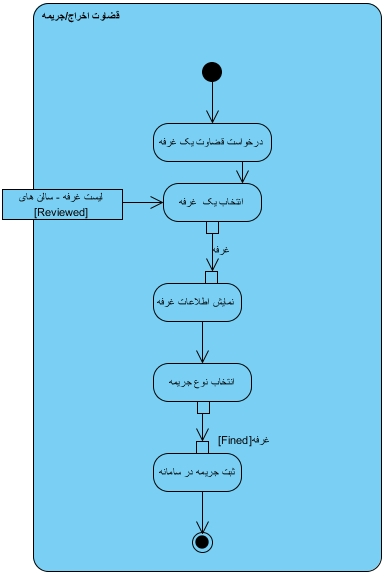 قضاوت اخراج/جریمه
درخواست قضاوت یک غرفه
لیست غرفه - سالن های
[Reviewed]
انتخاب یک غرفه
غرفه
نمایش اطلاعات غرفه
انتخاب نوع جریمه
غرفه[Fined]
ثبت جریمه در سامانه